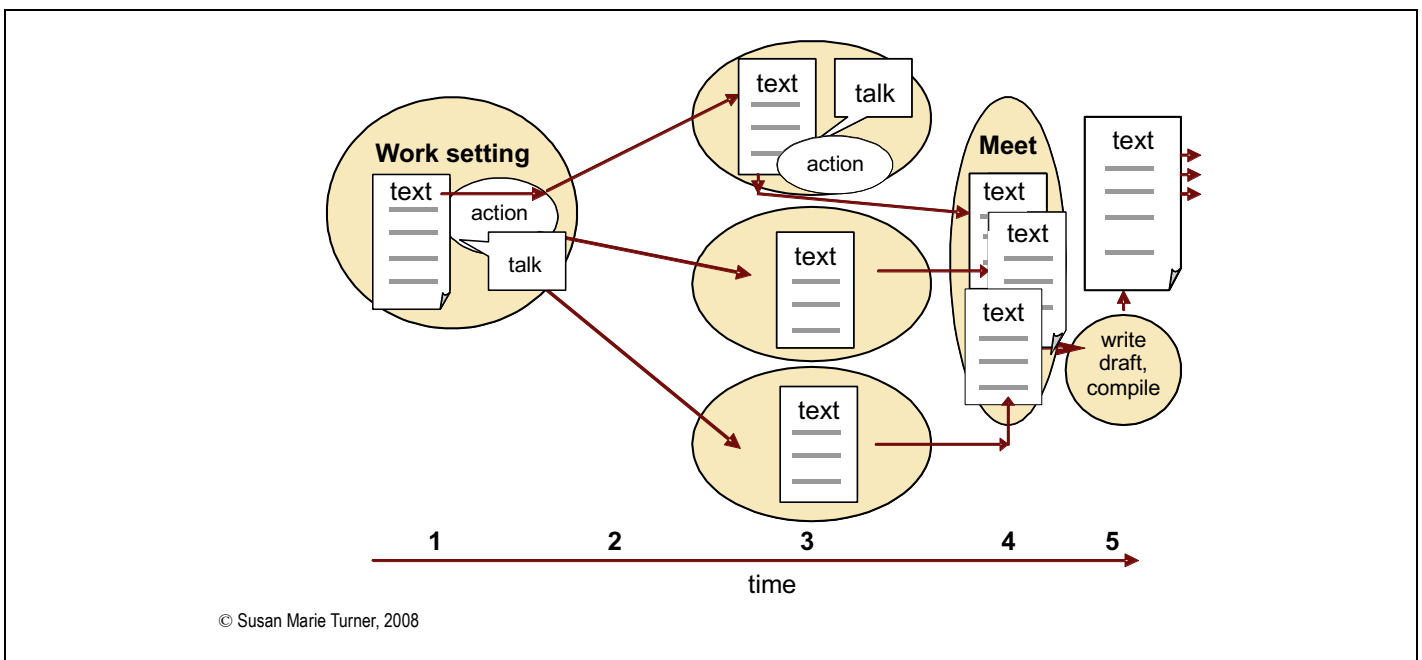 Work setting
text
action
talk
text
talk
action
text
text
Meet
text
text
text
text
write
draft,
compile
1 2 3 4 5
time
© Susan Marie Turner, 2008